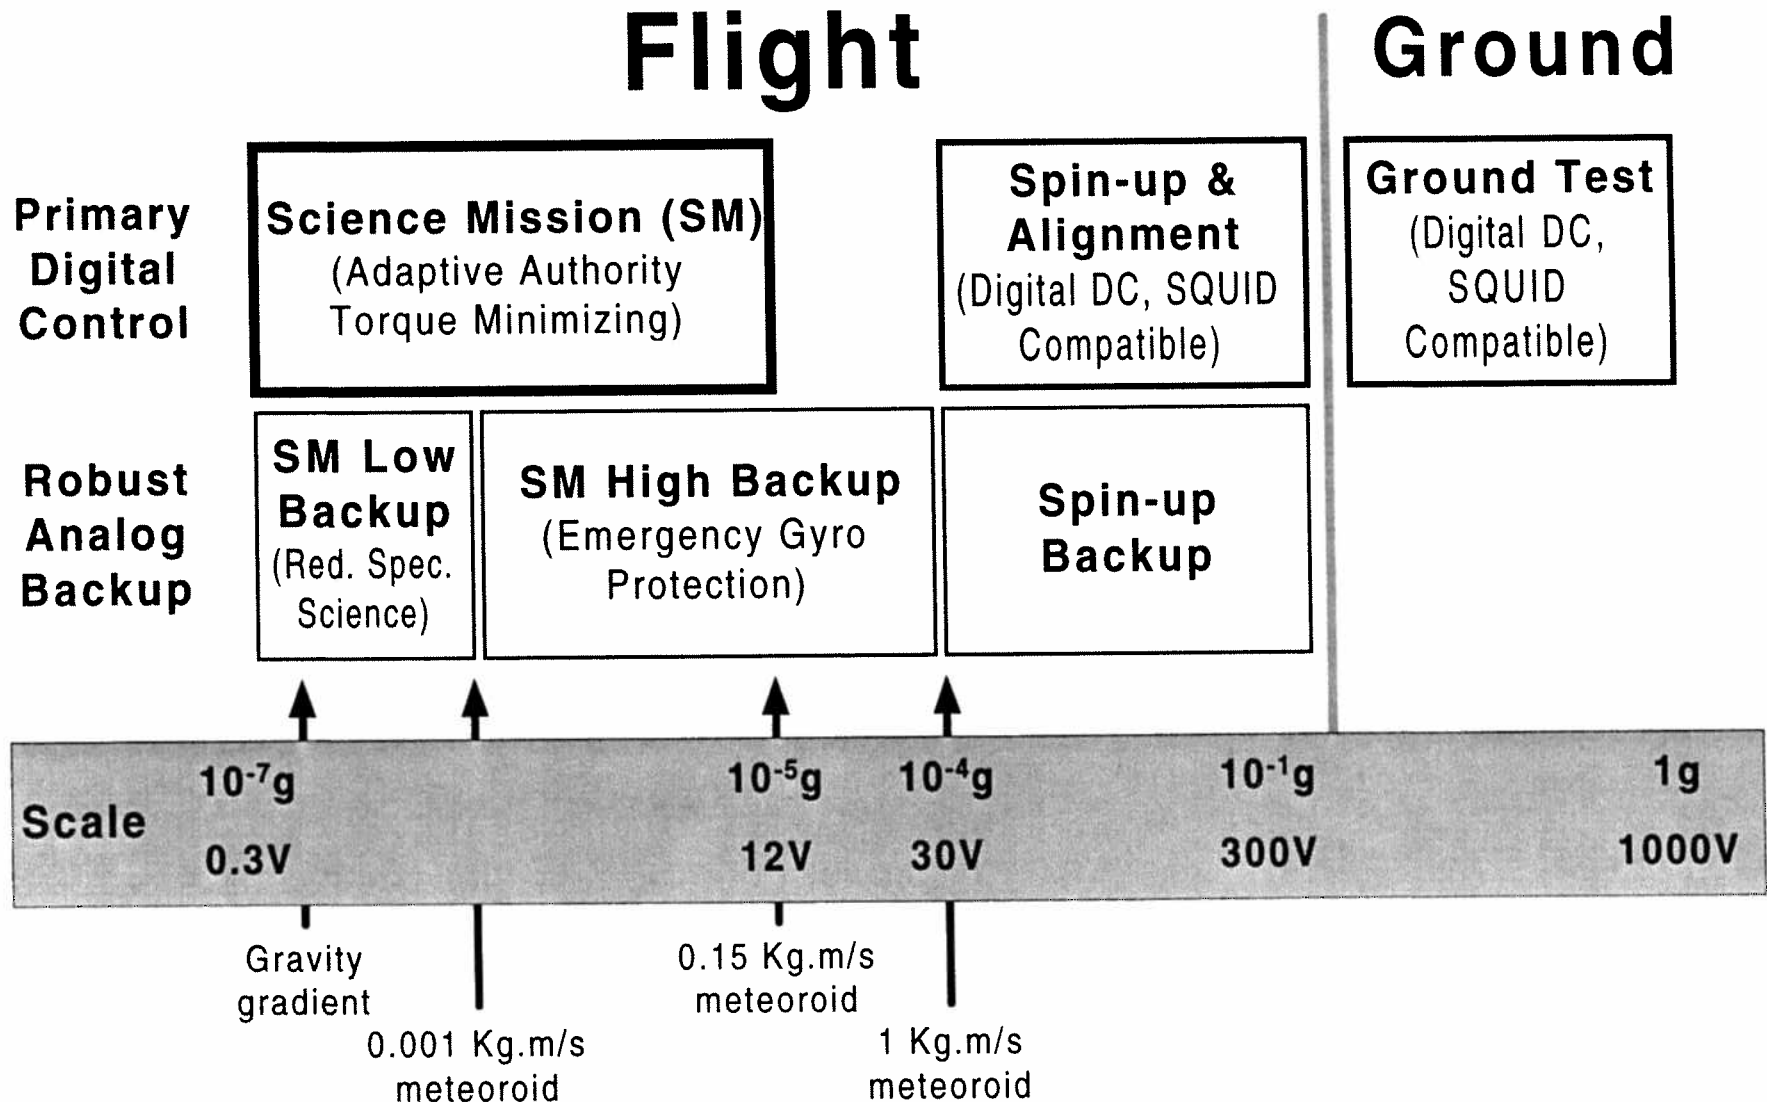 Flight
Ground
Primary
Digital
Control
Science Mission (SM)
(Adaptive Authority
Torque Minimizing)
Spin-up &
Alignment
(Digital DC, SQUID
Compatible)
Ground Test
(Digital DC,
SQUID
Compatible)
Robust
Analog
Backup
SM Low
Backup
(Red. Spec.
Science)
SM High Backup
(Emergency Gyro
Protection)
Spin-up
Backup
Scale
10⁻⁷g
10⁻⁵g
10⁻⁴g
10⁻¹g
1g
0.3V
12V
30V
300V
1000V
Gravity
gradient
0.001 Kg.m/s
meteoroid
0.15 Kg.m/s
meteoroid
1 Kg.m/s
meteoroid